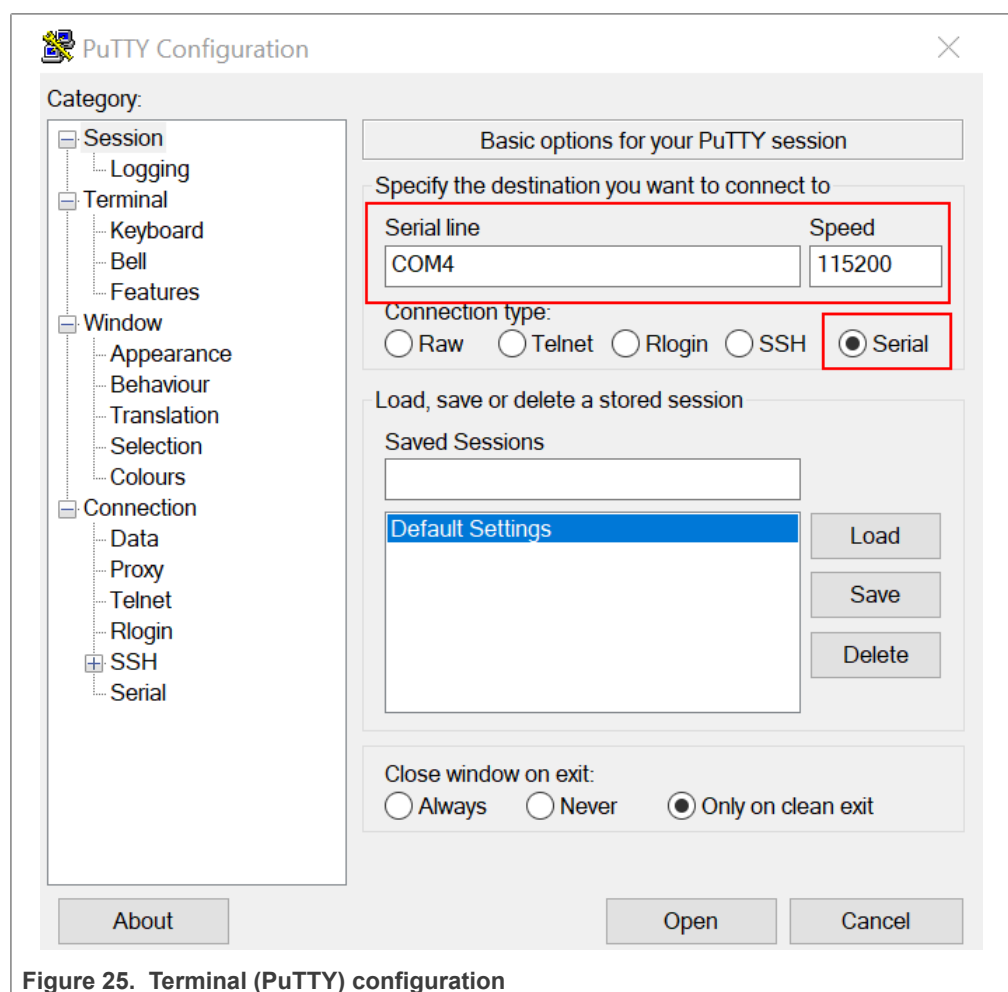 PuTTY Configuration
Category:
Session
Logging
Terminal
Keyboard
Bell
Features
Window
Appearance
Behaviour
Translation
Selection
Colours
Connection
Data
Proxy
Telnet
Rlogin
SSH
Serial
Basic options for your PuTTY session
Specify the destination you want to connect to
Serial line Speed
COM4 115200
Connection type:
Raw Telnet Rlogin SSH Serial
Load, save or delete a stored session
Saved Sessions
Default Settings
Load
Save
Delete
Close window on exit:
Always Never Only on clean exit
About Open Cancel
Figure 25. Terminal (PuTTY) configuration